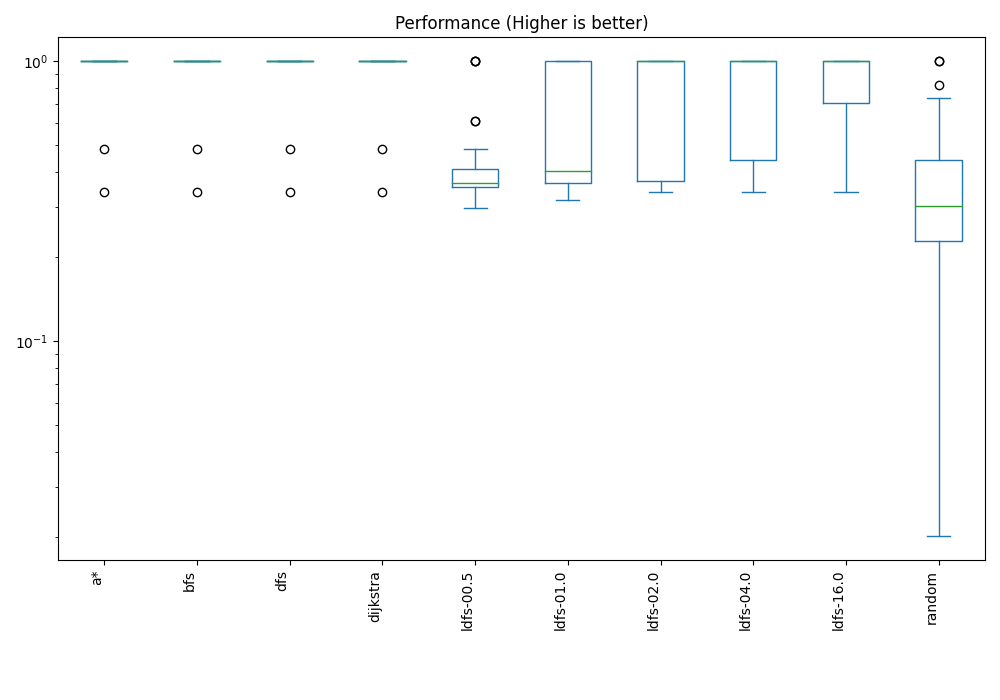 Performance (Higher is better)
10⁰
10⁻¹
a*
bfs
dfs
dijkstra
ldfs-00.5
ldfs-01.0
ldfs-02.0
ldfs-04.0
ldfs-16.0
random